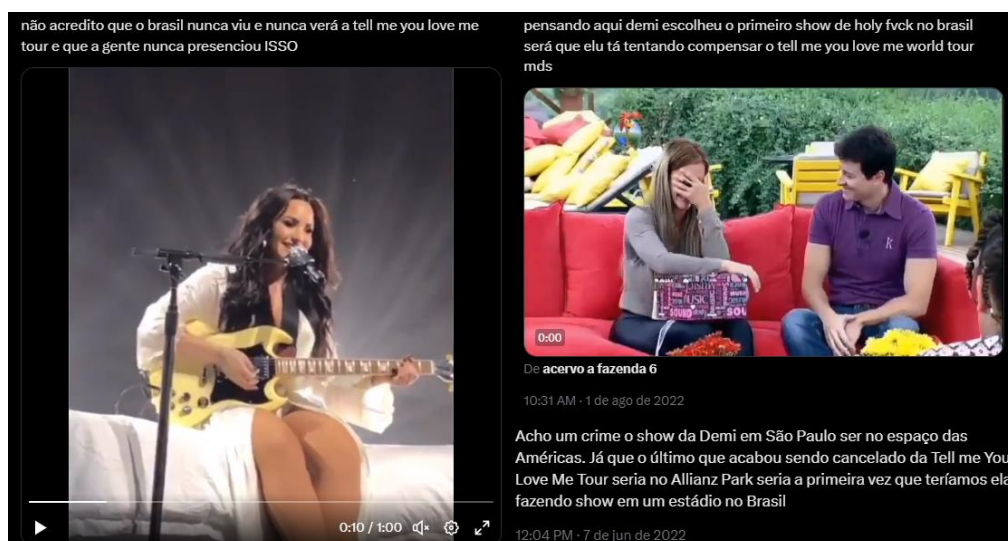 não acredito que o brasil nunca viu e nunca verá a tell me you love me
tour e que a gente nunca presenciou ISSO
0:10 / 1:00
pensando aqui demi escolheu o primeiro show de holy fvck no brasil
será que elu tá tentando compensar o tell me you love me world tour
mds
MUSIC
SOUND
0:00
De acervo a fazenda 6
10:31 AM · 1 de ago de 2022
Acho um crime o show da Demi em São Paulo ser no espaço das
Américas. Já que o último que acabou sendo cancelado da Tell me You
Love Me Tour seria no Allianz Park seria a primeira vez que teríamos ela
fazendo show em um estádio no Brasil
12:04 PM · 7 de jun de 2022